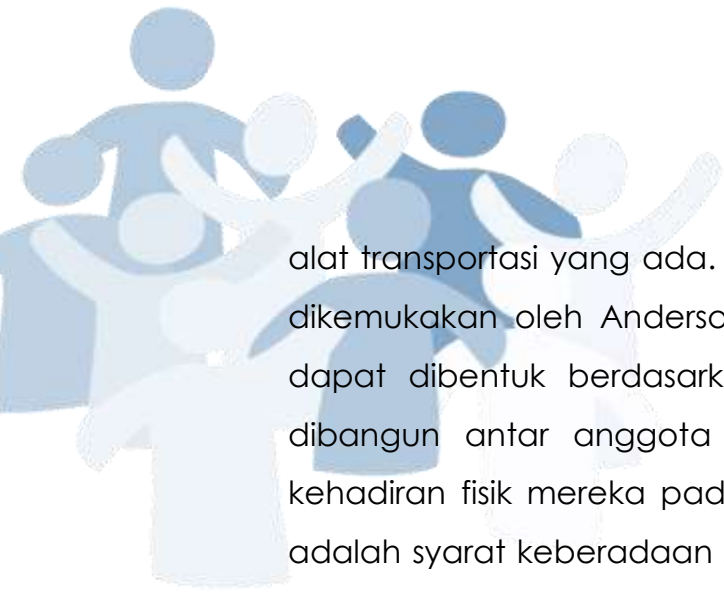 alat transportasi yang ada.
dikemukakan oleh Anderso
dapat dibentuk berdasark
dibangun antar anggota
kehadiran fisik mereka pad
adalah syarat keberadaan